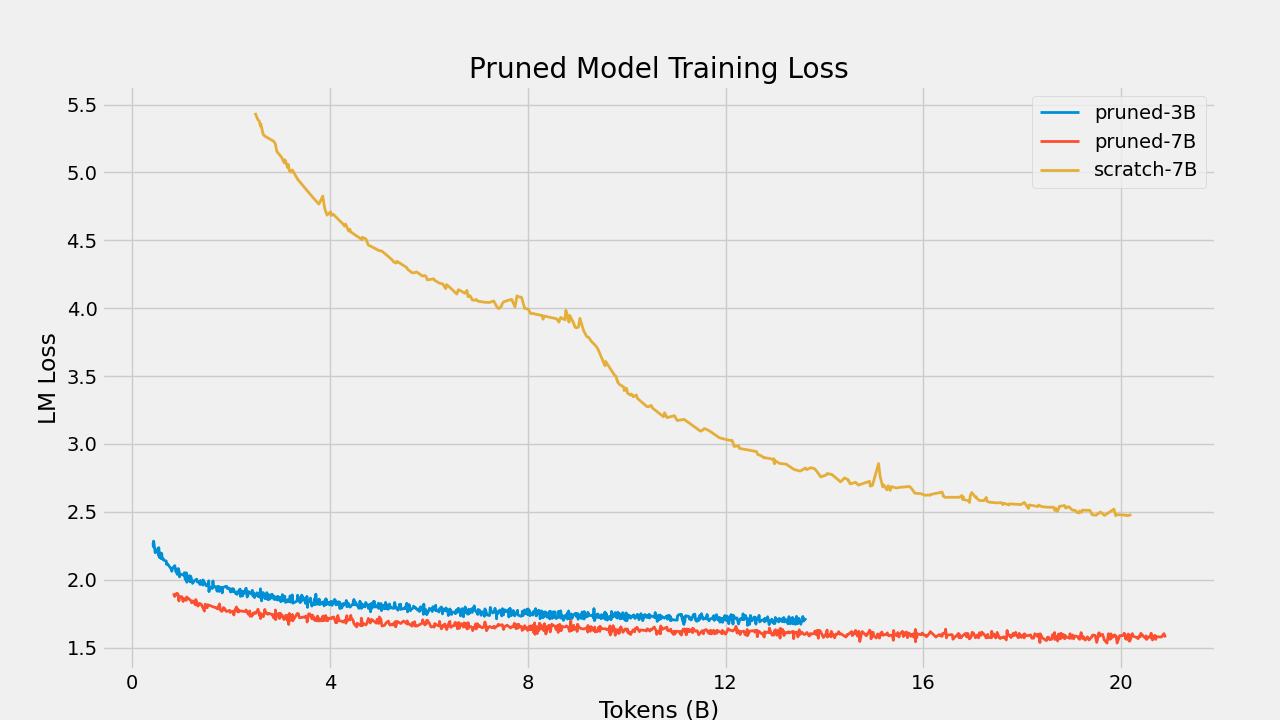 Pruned Model Training Loss
pruned-3B
pruned-7B
scratch-7B
LM Loss
5.5
5.0
4.5
4.0
3.5
3.0
2.5
2.0
1.5
0 4 8 12 16 20
Tokens (B)